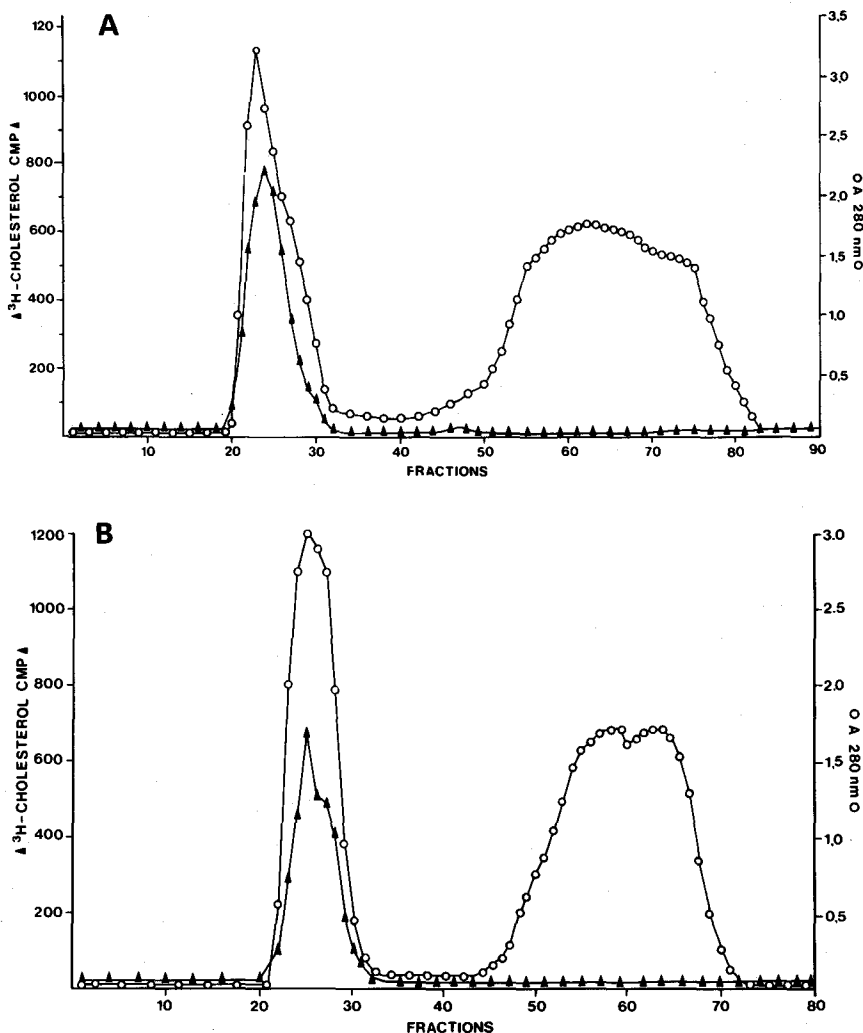 A
120
1000
800
600
400
200
▲ ³H-CHOLESTEROL CMP ▲
3,5
3,0
2,5
2,0
1,5
1,0
0,5
O A 280 nm O
10 20 30 40 50 60 70 80 90
FRACTIONS
B
1200
1000
800
600
400
200
▲ ³H-CHOLESTEROL CMP ▲
3.0
2.5
2.0
1.5
1,0
0,5
O A 280 nm O
10 20 30 40 50 60 70 80
FRACTIONS